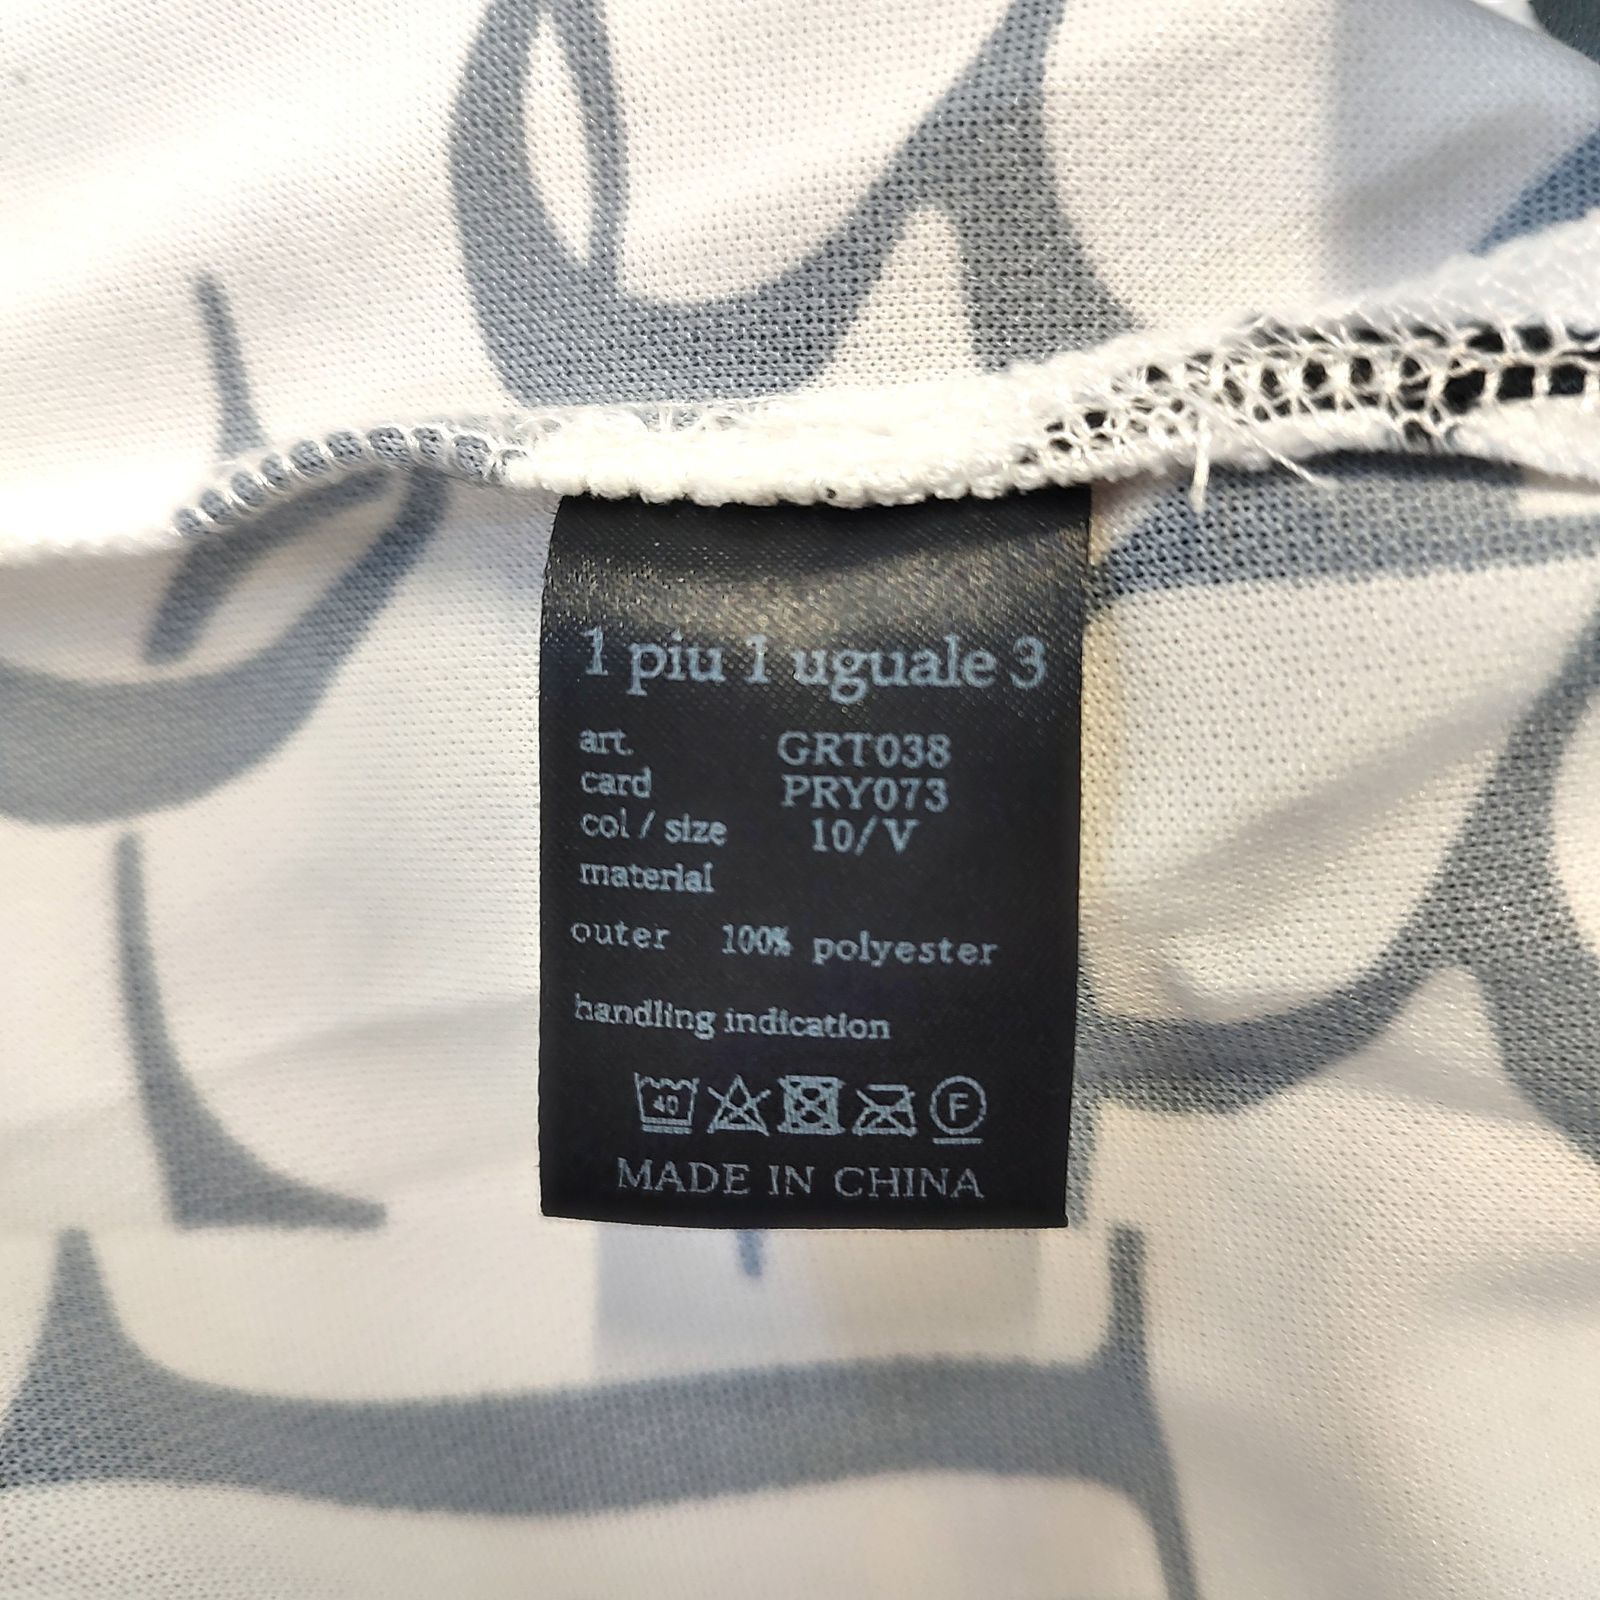 1 piu 1 uguale 3
art. GRT038
card PRY073
col / size 10/V
material
outer 100% polyester
handling indication
40 F
MADE IN CHINA